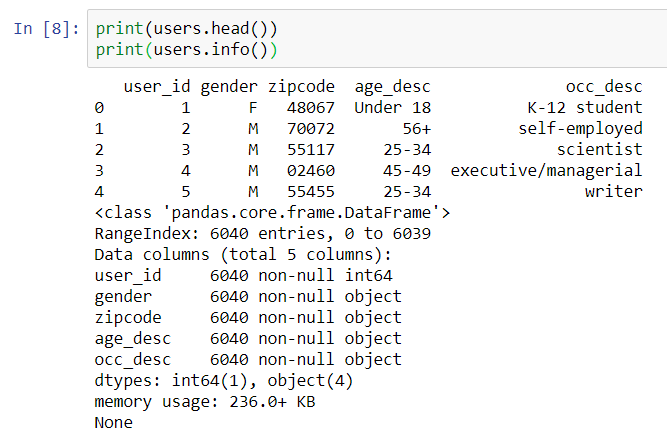 In [8]: print(users.head())
print(users.info())
user_id gender zipcode age_desc occ_desc
0 1 F 48067 Under 18 K-12 student
1 2 M 70072 56+ self-employed
2 3 M 55117 25-34 scientist
3 4 M 02460 45-49 executive/managerial
4 5 M 55455 25-34 writer
<class 'pandas.core.frame.DataFrame'>
RangeIndex: 6040 entries, 0 to 6039
Data columns (total 5 columns):
user_id 6040 non-null int64
gender 6040 non-null object
zipcode 6040 non-null object
age_desc 6040 non-null object
occ_desc 6040 non-null object
dtypes: int64(1), object(4)
memory usage: 236.0+ KB
None